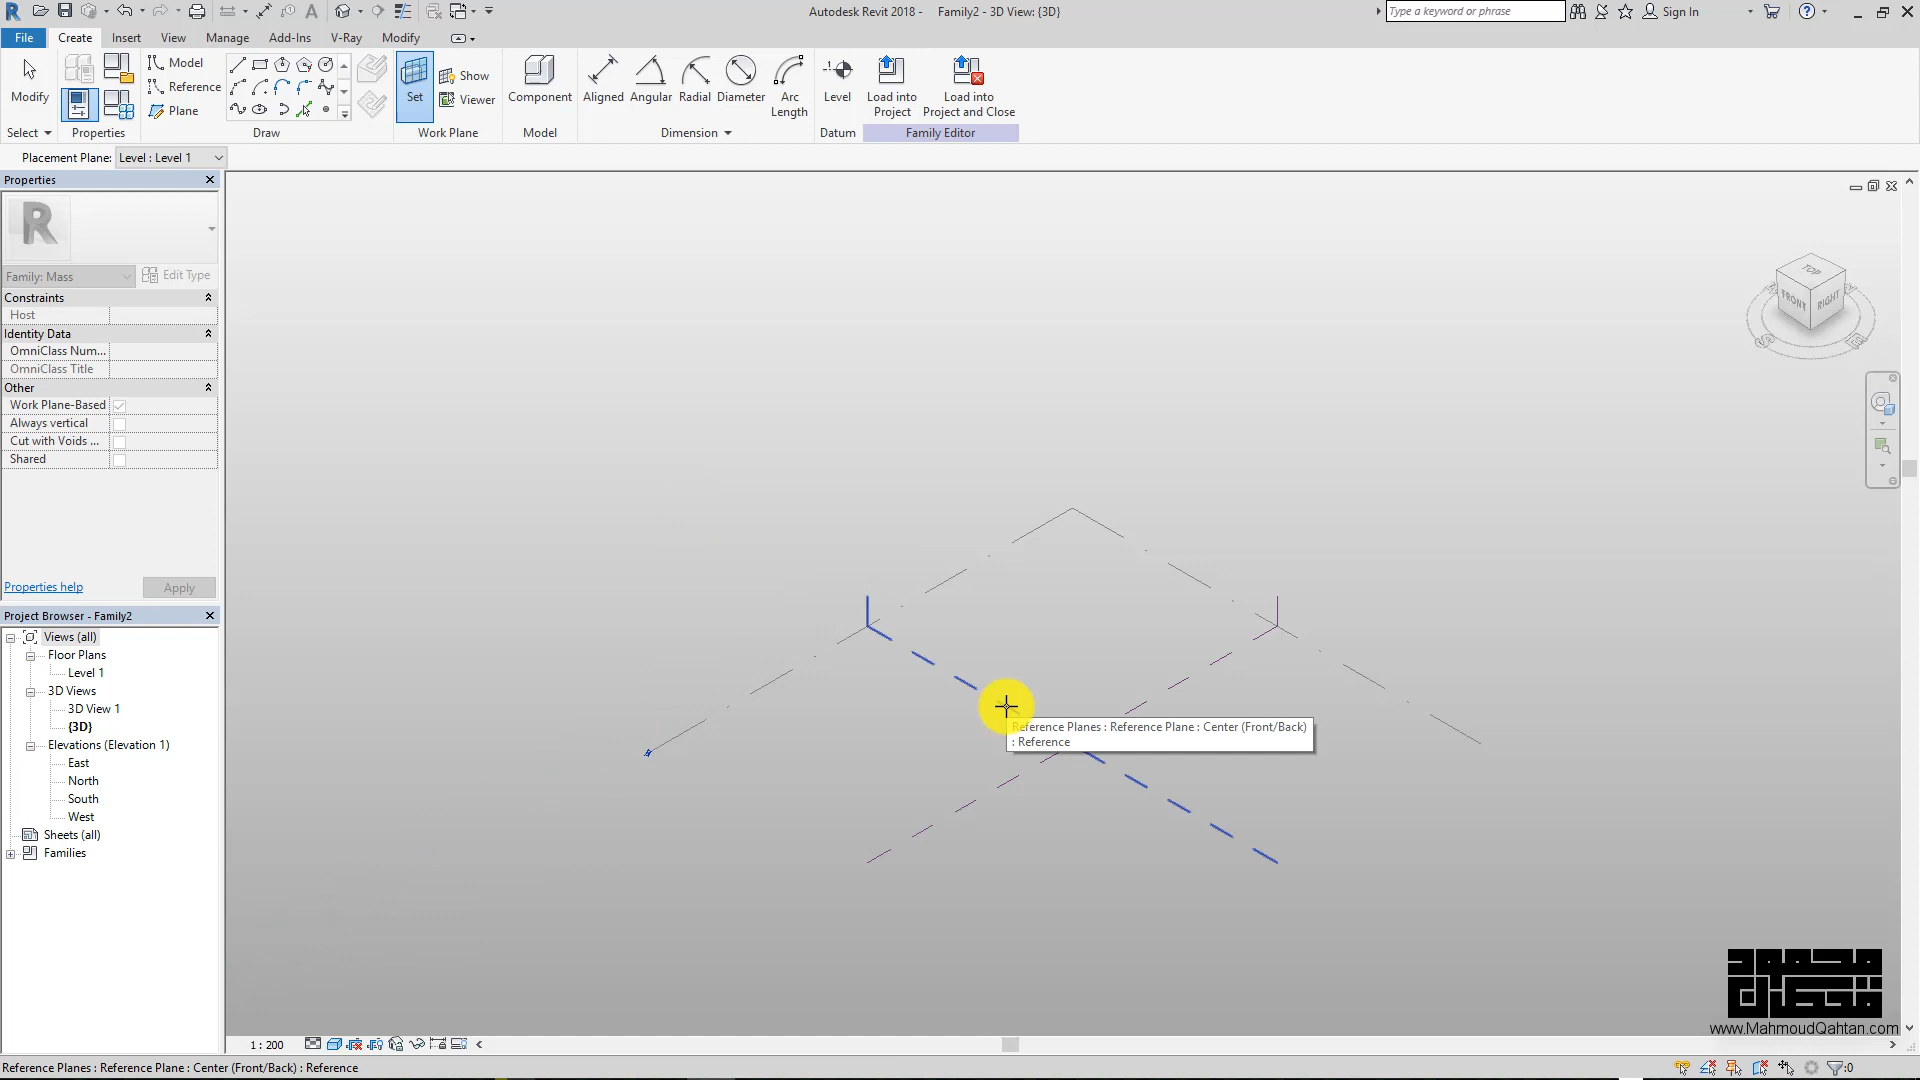 Autodesk Revit 2018 - Family2 - 3D View: {3D}
Type a keyword or phrase
Sign In
File Create Insert View Manage Add-Ins V-Ray Modify
Modify
Model
Reference
Plane
Set
Show
Viewer
Component
Aligned Angular Radial Diameter Arc Length
Level
Load into Project
Load into Project and Close
Select Properties Draw Work Plane Model Dimension Datum Family Editor
Placement Plane: Level : Level 1
Properties
R
Family: Mass
Edit Type
Constraints
Host
Identity Data
OmniClass Num...
OmniClass Title
Other
Work Plane-Based
Always vertical
Cut with Voids ...
Shared
Properties help
Apply
Project Browser - Family2
Views (all)
Floor Plans
Level 1
3D Views
3D View 1
{3D}
Elevations (Elevation 1)
East
North
South
West
Sheets (all)
Families
TOP
FRONT
RIGHT
Reference Planes : Reference Plane : Center (Front/Back)
: Reference
محمود
قحطان
www.MahmoudQahtan.com
1 : 200
Reference Planes : Reference Plane : Center (Front/Back) : Reference
:0